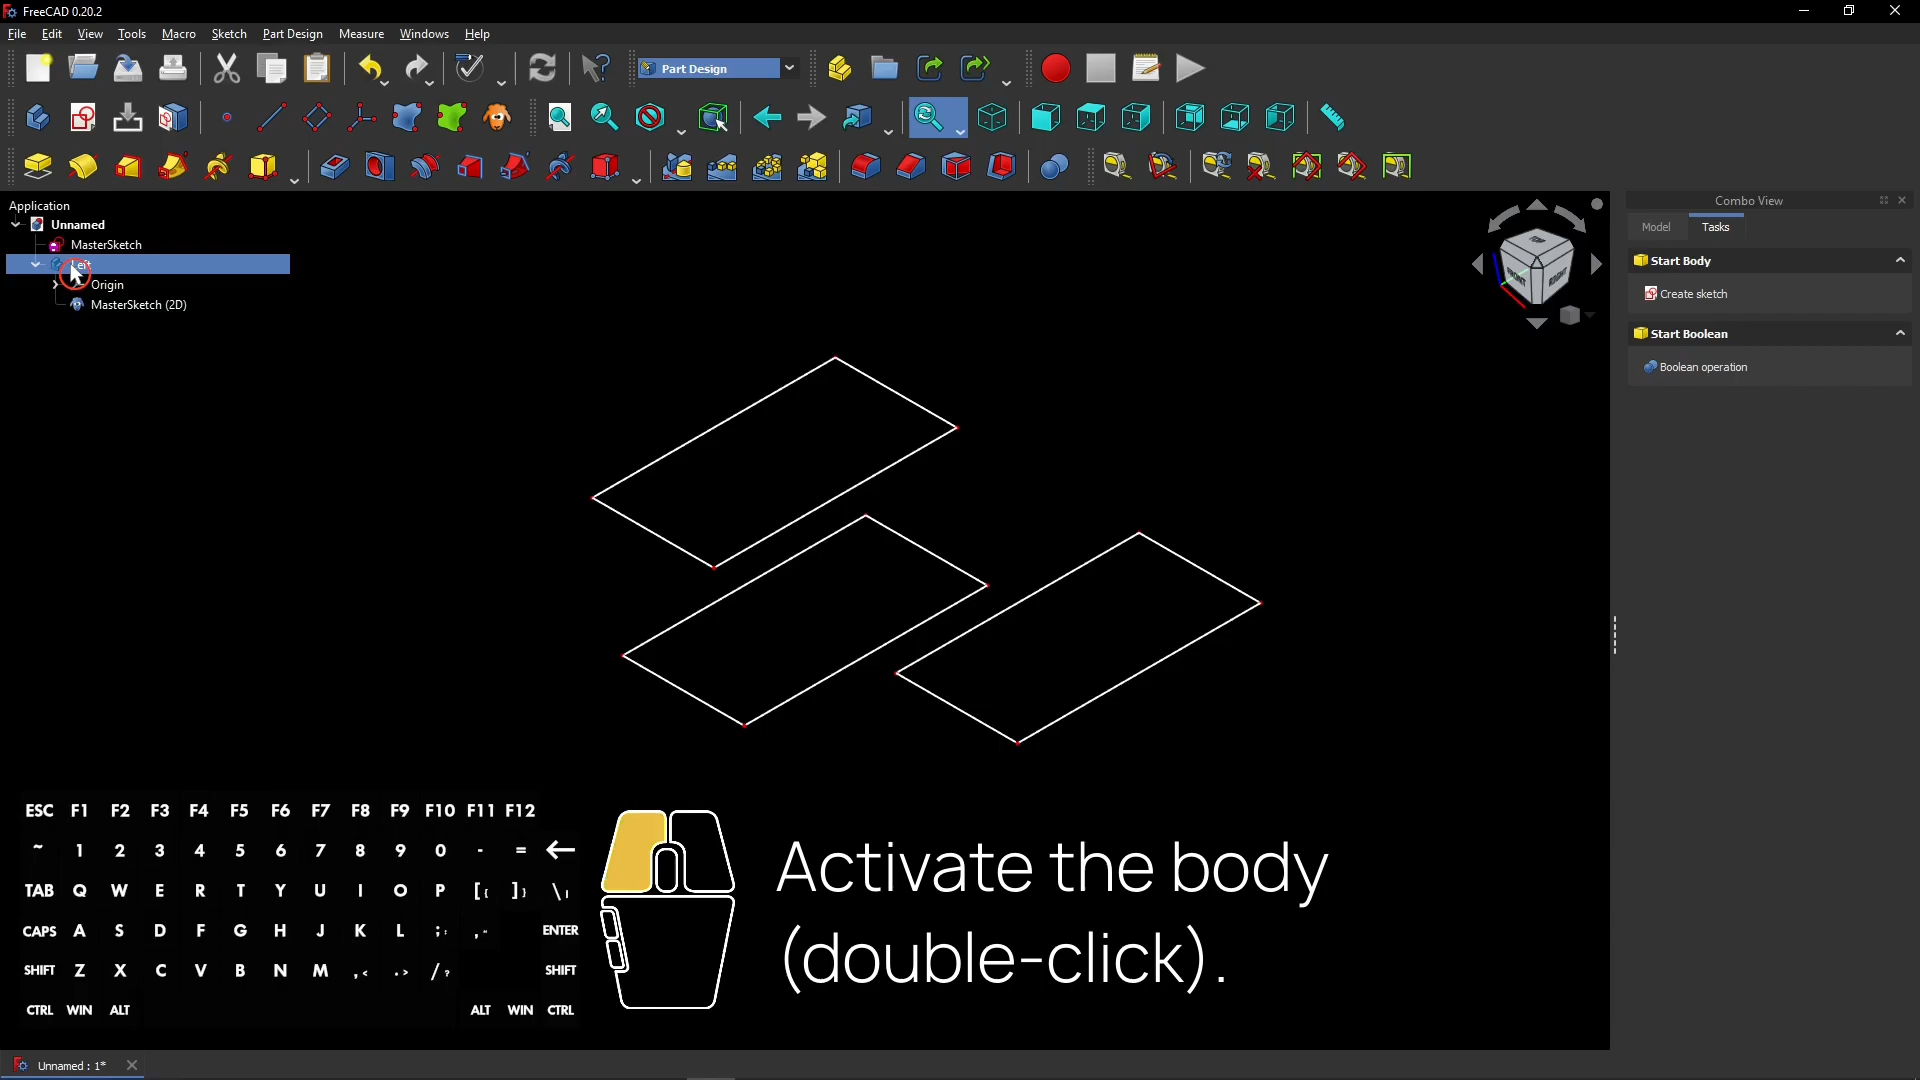 FreeCAD 0.20.2
File Edit View Tools Macro Sketch Part Design Measure Windows Help
Part Design
Application
Unnamed
MasterSketch
Left
Origin
MasterSketch (2D)
TOP
FRONT
RIGHT
Combo View
Model Tasks
Start Body
Create sketch
Start Boolean
Boolean operation
ESC F1 F2 F3 F4 F5 F6 F7 F8 F9 F10 F11 F12
~ 1 2 3 4 5 6 7 8 9 0 - = ←
TAB Q W E R T Y U I O P [{ ]} \|
CAPS A S D F G H J K L ;: ,“ ENTER
SHIFT Z X C V B N M ,< .> /? SHIFT
CTRL WIN ALT ALT WIN CTRL
Activate the body
(double-click).
Unnamed : 1*